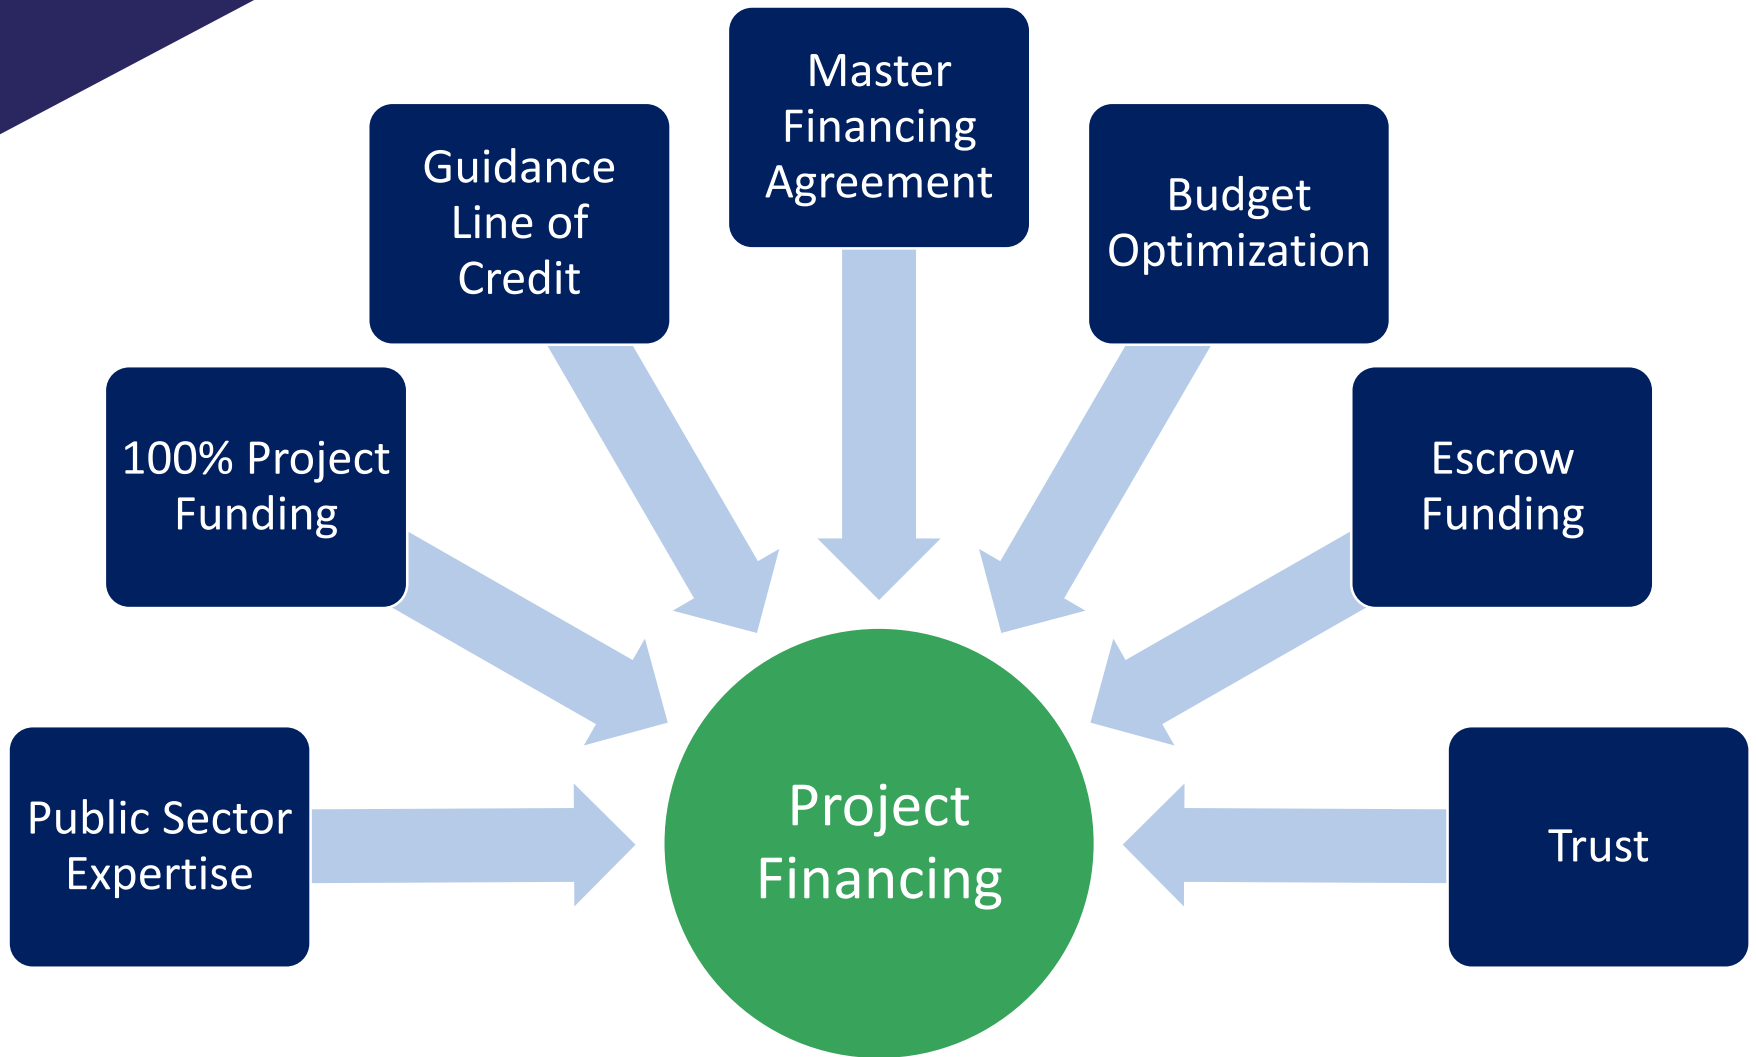 Master
Financing
Agreement
Guidance
Line of
Credit
Budget
Optimization
100% Project
Funding
Escrow
Funding
Public Sector
Expertise
Project
Financing
Trust